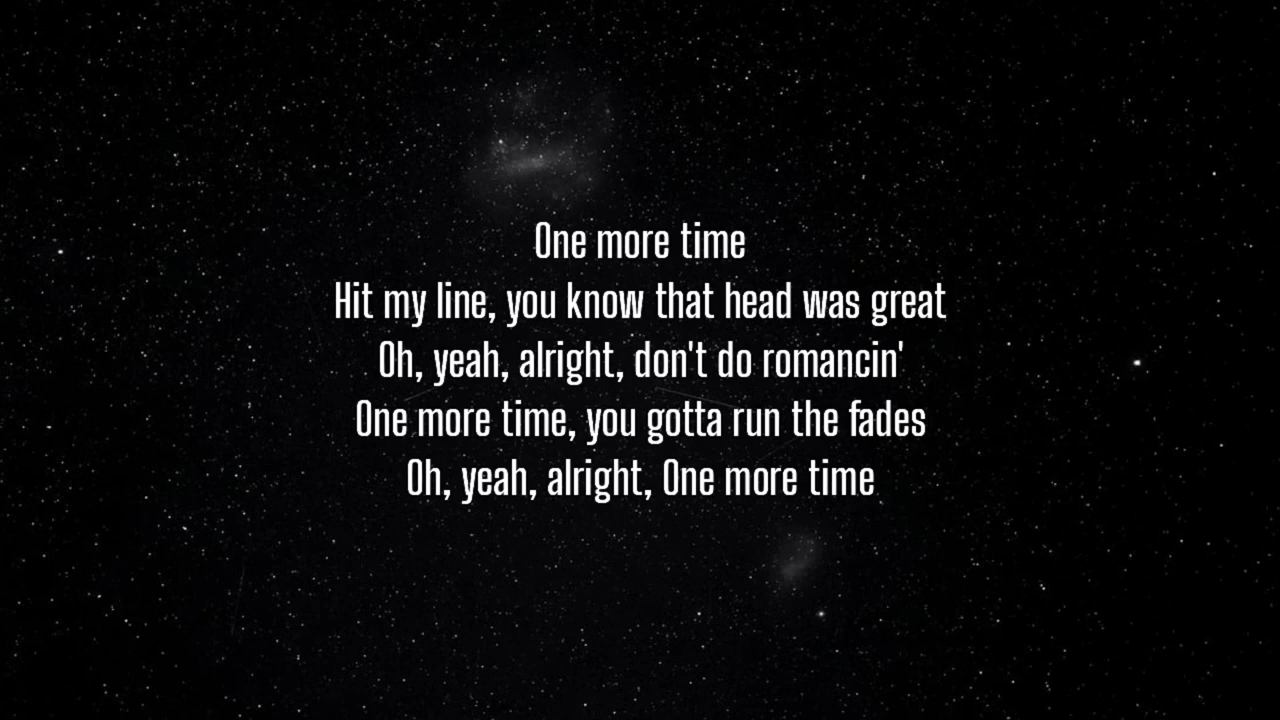 One more time
Hit my line, you know that head was great
Oh, yeah, alright, don't do romancin'
One more time, you gotta run the fades
Oh, yeah, alright, One more time